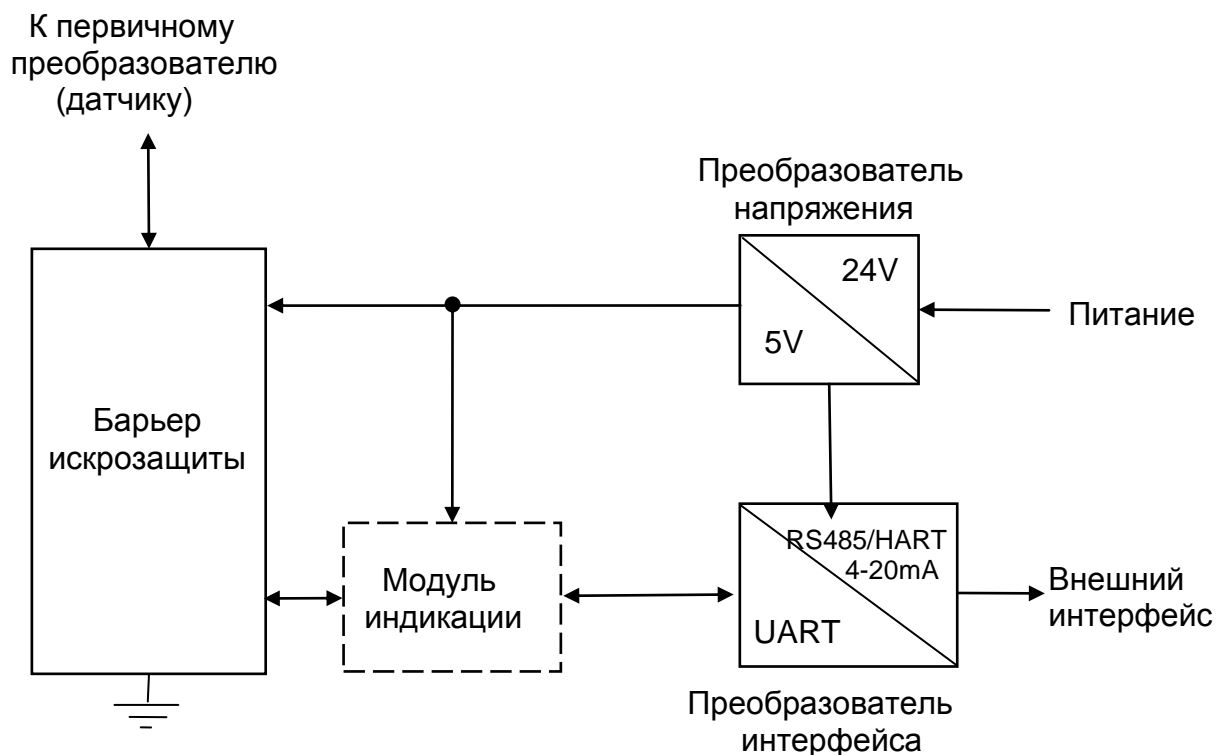 К первичному
преобразователю
(датчику)
Преобразователь
напряжения
24V
5V
Питание
Барьер
искрозащиты
RS485/HART
4-20mA
Модуль
индикации
UART
Внешний
интерфейс
Преобразователь
интерфейса